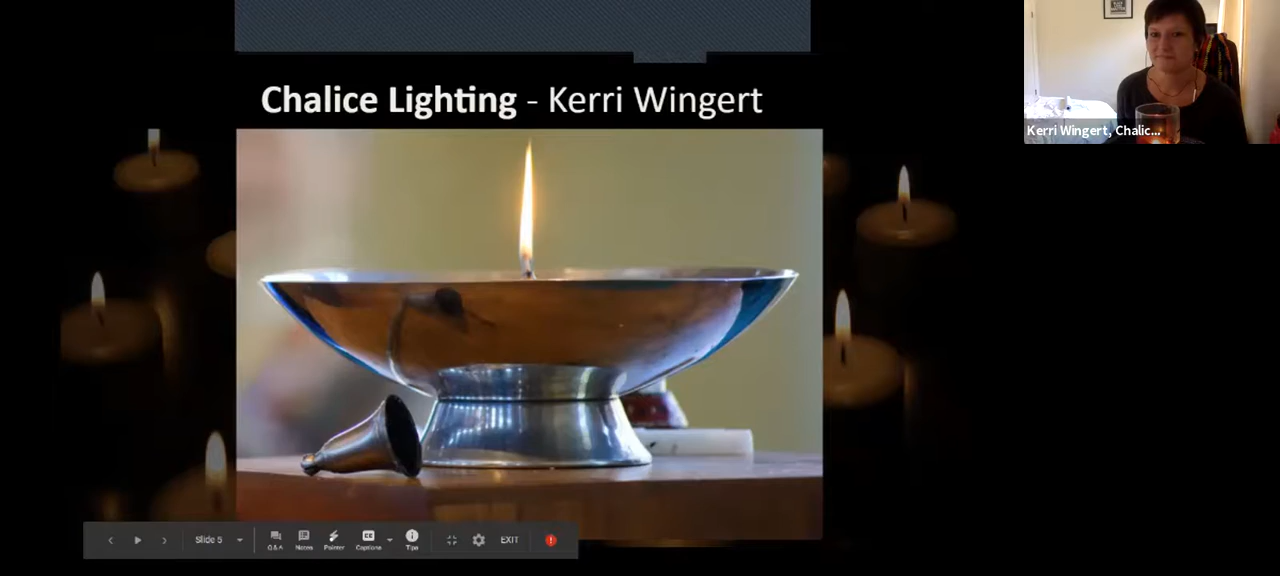 Chalice Lighting - Kerri Wingert
Kerri Wingert, Chalic...
Slide 5
Q&A
Notes
Pointer
Captions
Tips
EXIT